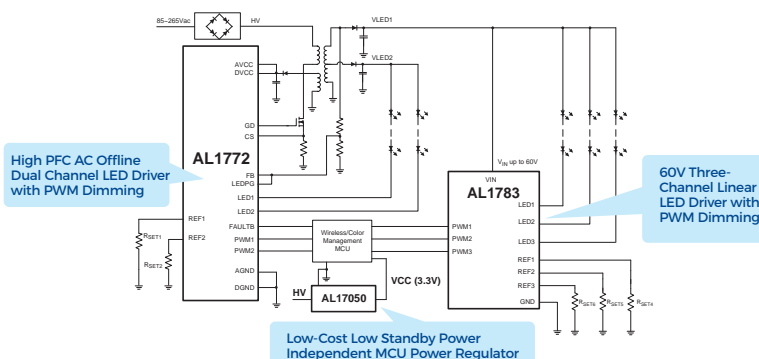 85~265Vac
HV
VLED1
VLED2
AVCC
DVCC
GD
CS
AL1772
High PFC AC Offline
Dual Channel LED Driver
with PWM Dimming
FB
LEDPG
LED1
LED2
REF1
REF2
FAULTB
PWM1
PWM2
AGND
DGND
RSET1
RSET2
Wireless/Color
Management
MCU
HV
AL17050
VCC (3.3V)
Low-Cost Low Standby Power
Independent MCU Power Regulator
VIN up to 60V
VIN
AL1783
LED1
LED2
LED3
PWM1
PWM2
PWM3
REF1
REF2
REF3
GND
RSET6
RSET5
RSET4
60V Three-
Channel Linear
LED Driver with
PWM Dimming